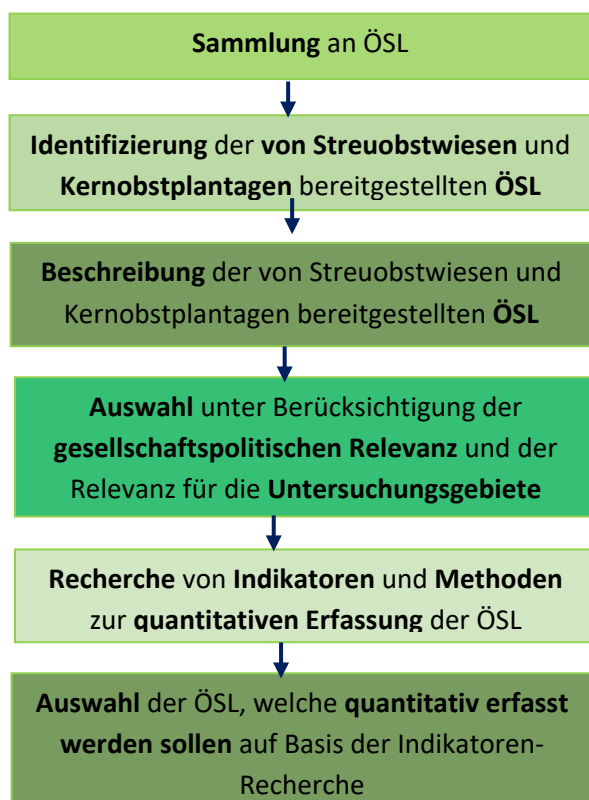 Sammlung an ÖSL
Identifizierung der von Streuobstwiesen und
Kernobstplantagen bereitgestellten ÖSL
Beschreibung der von Streuobstwiesen und
Kernobstplantagen bereitgestellten ÖSL
Auswahl unter Berücksichtigung der
gesellschaftspolitischen Relevanz und der
Relevanz für die Untersuchungsgebiete
Recherche von Indikatoren und Methoden
zur quantitativen Erfassung der ÖSL
Auswahl der ÖSL, welche quantitativ erfasst
werden sollen auf Basis der Indikatoren-
Recherche